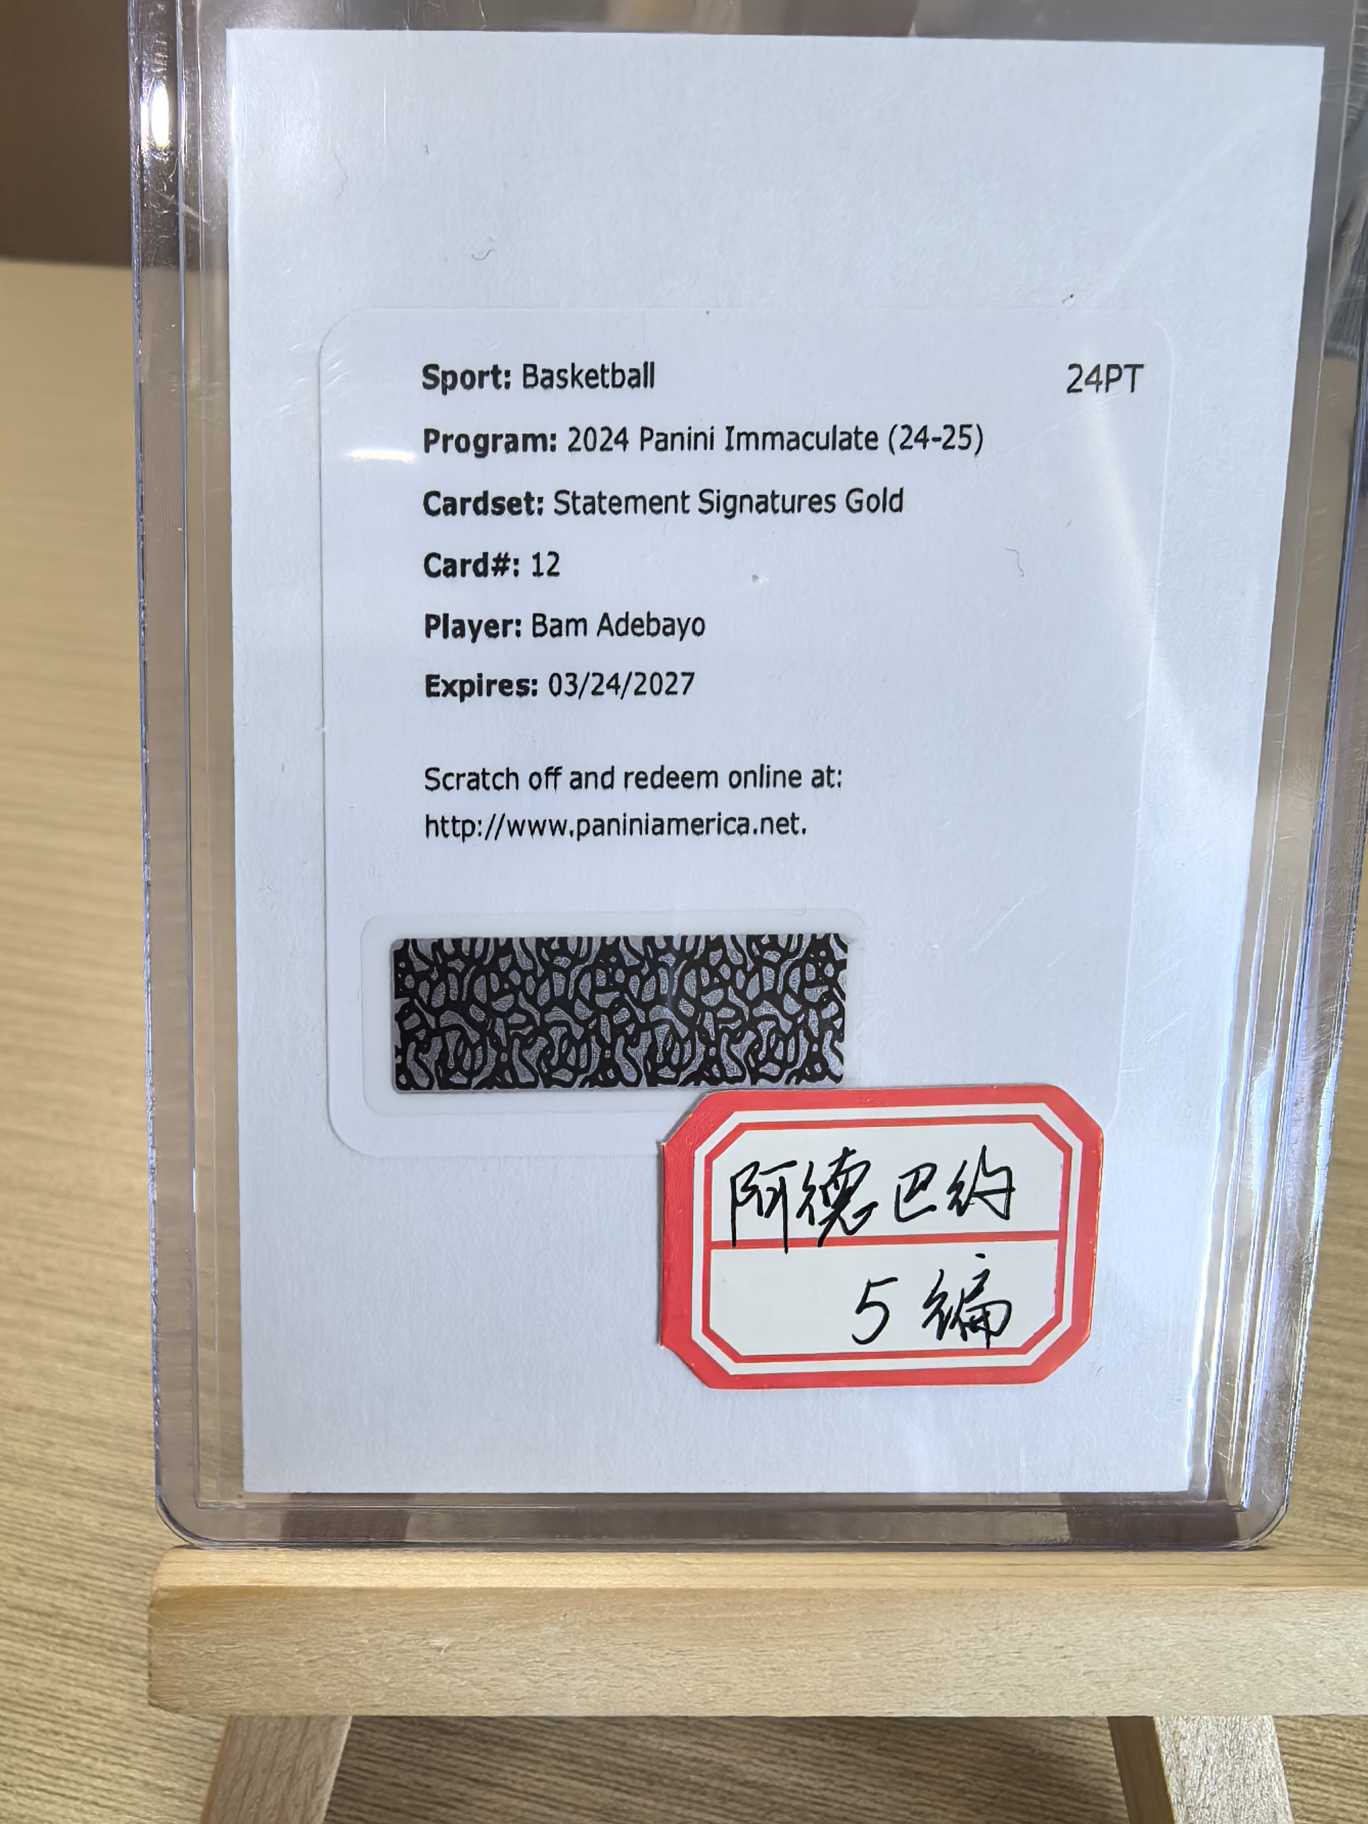 Sport: Basketball 24PT
Program: 2024 Panini Immaculate (24-25)
Cardset: Statement Signatures Gold
Card#: 12
Player: Bam Adebayo
Expires: 03/24/2027
Scratch off and redeem online at:
http://www.paniniamerica.net.
阿德巴约
5编